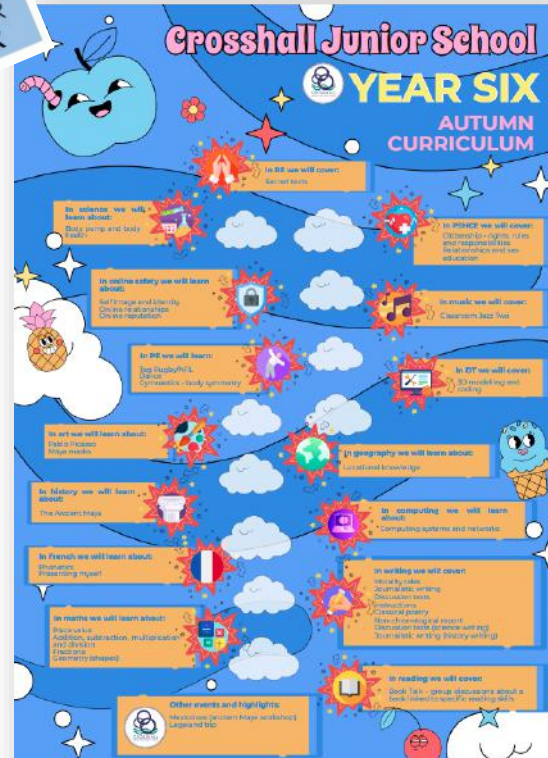 Crosshall Junior School
YEAR SIX
AUTUMN
CURRICULUM
In RE we will cover:
Sacred texts
In science we will
learn about:
Body pump and body
health
In PSHCE we will cover:
Citizenship - rights, rules
and responsibilities
Relationships and sex
education
In online safety we will learn
about:
Self image and identity
Online relationships
Online reputation
In music we will cover:
Classroom Jazz Two
In PE we will learn:
Tag Rugby/NFL
Dance
Gymnastics - body symmetry
In DT we will cover:
3D modelling and
coding
In art we will learn about:
Pablo Picasso
Maya masks
In geography we will learn about:
Locational knowledge
In history we will learn
about:
The Ancient Maya
In computing we will learn
about:
Computing systems and networks
In French we will learn about:
Phonetics
Presenting myself
In writing we will cover:
Morality tales
Journalistic writing
Discussion texts
Instructions
Classical poetry
Non-chronological report
Discussion texts (science writing)
Journalistic writing (history writing)
In maths we will learn about:
Place value
Addition, subtraction, multiplication
and division
Fractions
Geometry (shapes)
In reading we will cover:
Book Talk - group discussions about a
book linked to specific reading skills
Other events and highlights:
Mexicolore (ancient Maya workshop)
Legoland trip